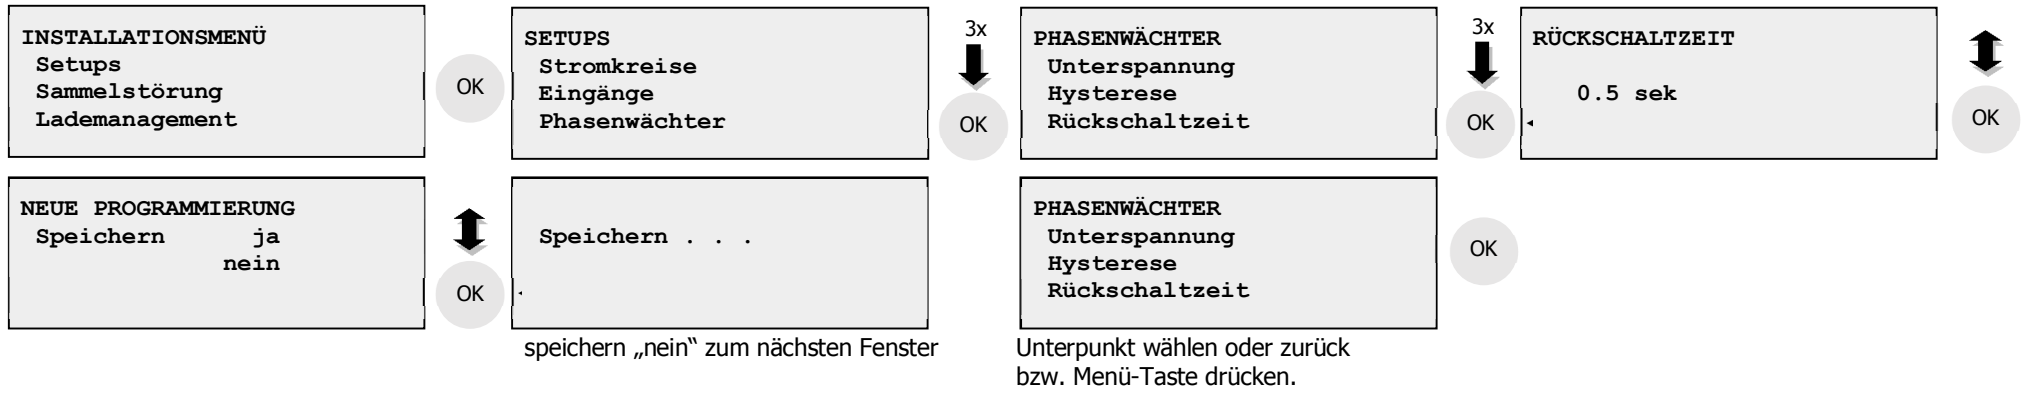 INSTALLATIONSMENÜ
Setups
Sammelstörung
Lademanagement
OK
SETUPS
Stromkreise
Eingänge
Phasenwächter
3x
OK
PHASENWÄCHTER
Unterspannung
Hysterese
Rückschaltzeit
3x
OK
RÜCKSCHALTZEIT
0.5 sek
OK
NEUE PROGRAMMIERUNG
Speichern ja
nein
OK
Speichern . . .
speichern „nein“ zum nächsten Fenster
PHASENWÄCHTER
Unterspannung
Hysterese
Rückschaltzeit
OK
Unterpunkt wählen oder zurück
bzw. Menü-Taste drücken.